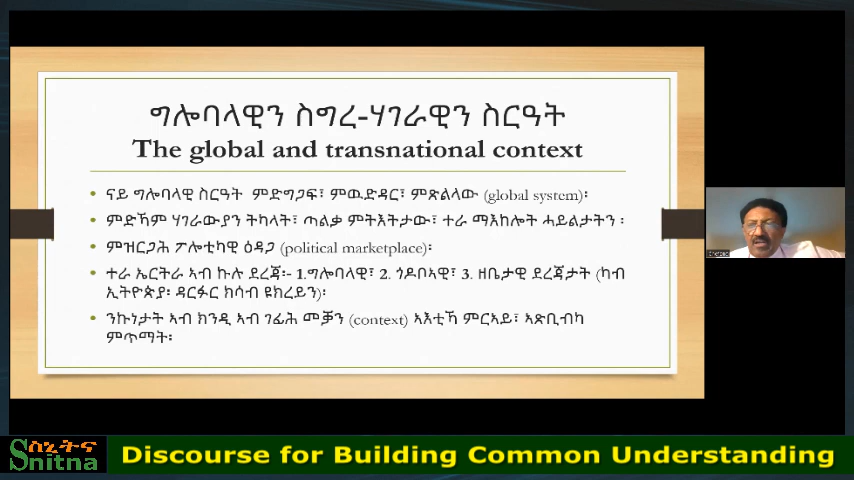 ግሎባላዊን ስግረ-ሃገራዊን ስርዓት
The global and transnational context
• ናይ ግሎባላዊ ስርዓት ምድግጋፍ፣ ምዉድዳር፣ ምጽልላው (global system)፡
• ምድኻም ሃገራውያን ትካላት፣ ጣልቃ ምትእትታው፣ ተራ ማእከሎት ሓይልታትን ፡
• ምዝርጋሕ ፖሎቲካዊ ዕዳጋ (political marketplace)፡
• ተራ ኤርትራ ኣብ ኩሉ ደረጃ፡- 1.ግሎባላዊ፣ 2. ጎዶቦኣዊ፣ 3. ዘቤታዊ ደረጃታት (ካብ
ኢትዮጵያ፡ ዳርፉር ክሳብ ዩክረይን)፡
• ንኩነታት ኣብ ክንዲ ኣብ ገፊሕ መቓን (context) ኣእቲኻ ምርኣይ፣ ኣጽቢብካ
ምጥማት፡
ስኒትና
Snitna
Discourse for Building Common Understanding